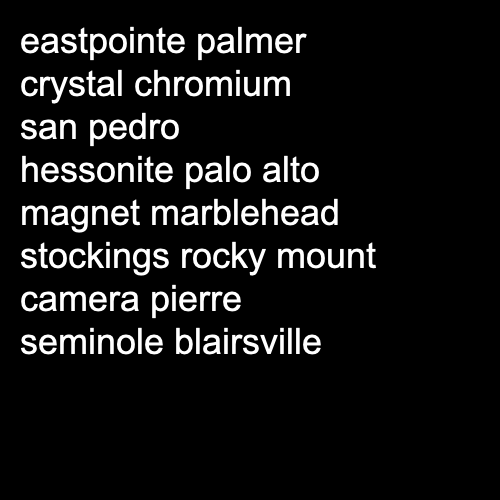 eastpointe palmer
crystal chromium
san pedro
hessonite palo alto
magnet marblehead
stockings rocky mount
camera pierre
seminole blairsville